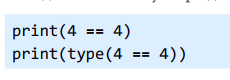 print(4 == 4)
print(type(4 == 4))